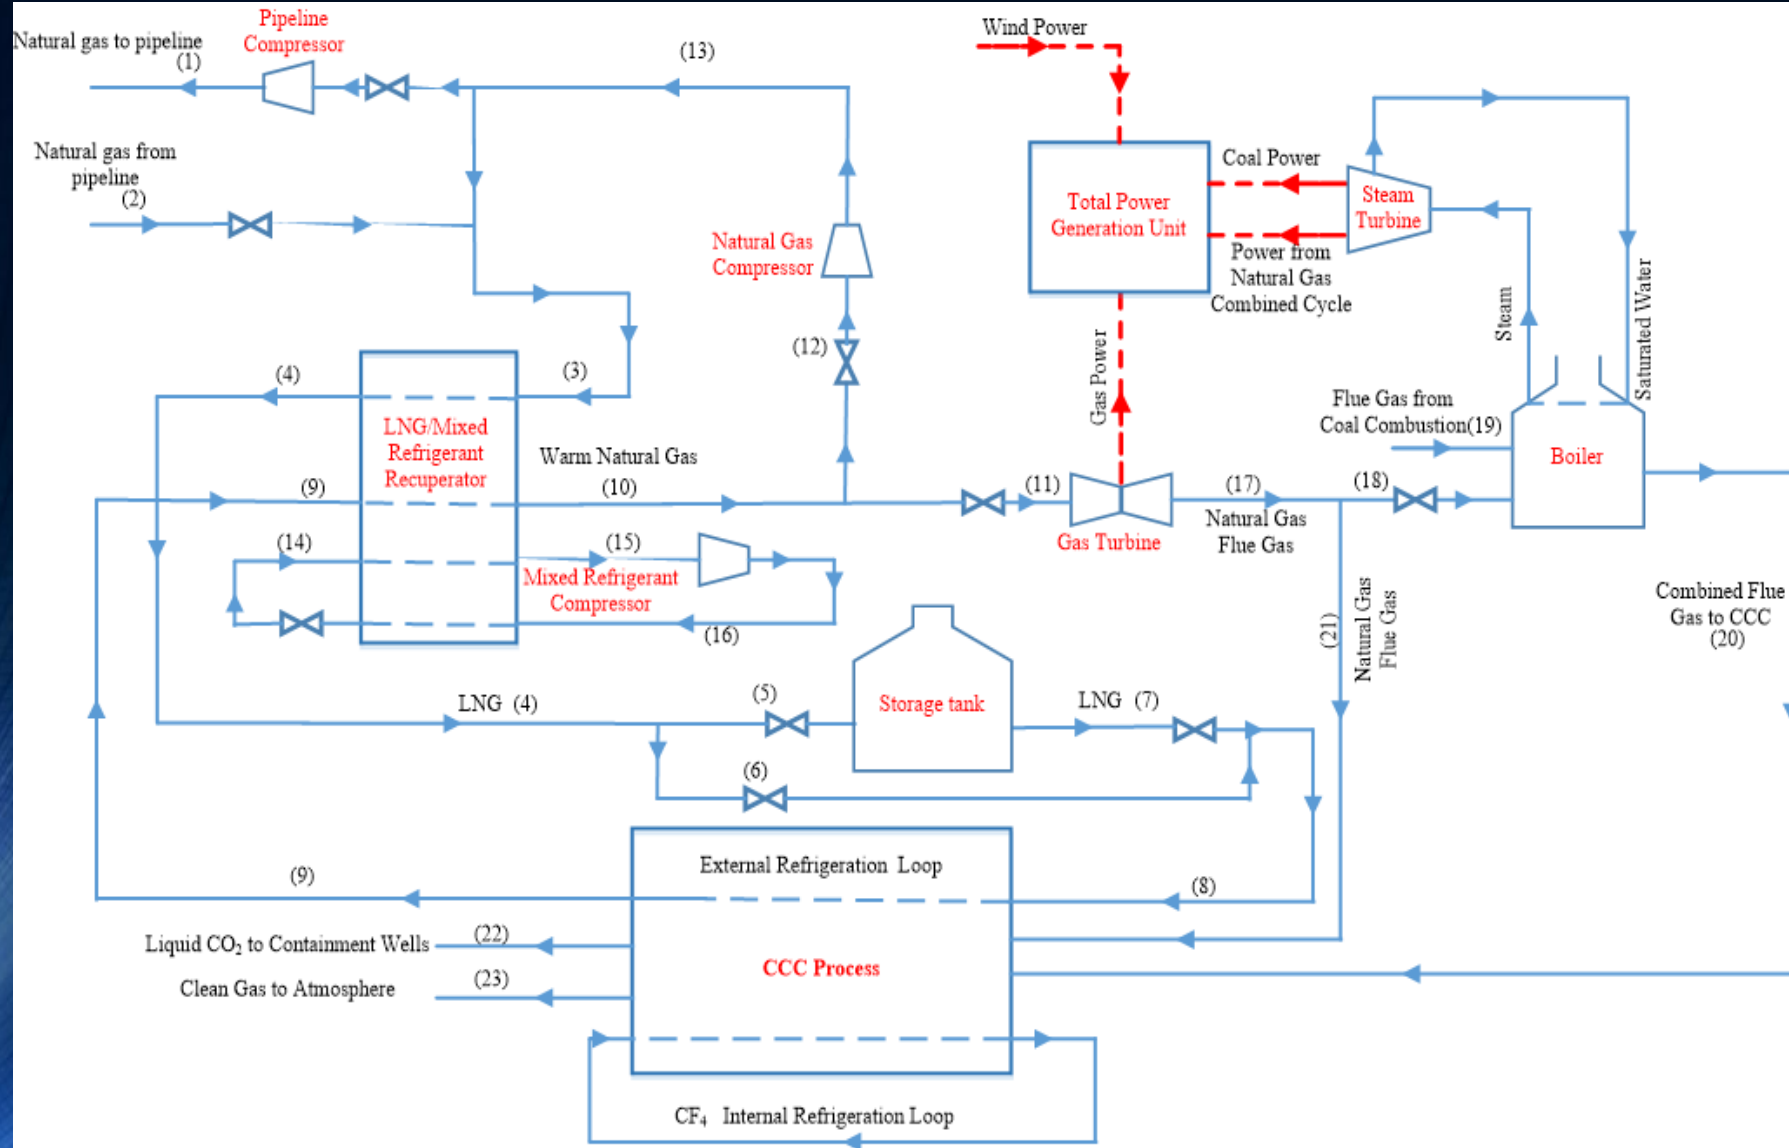 Natural gas to pipeline
(1)
Pipeline
Compressor
(13)
Wind Power
Natural gas from
pipeline
(2)
Natural Gas
Compressor
(12)
Total Power
Generation Unit
Coal Power
Steam
Turbine
Power from
Natural Gas
Combined Cycle
Steam
Saturated Water
Gas Power
(4)
(3)
LNG/Mixed
Refrigerant
Recuperator
Warm Natural Gas
(9)
(10)
(11)
Gas Turbine
(17)
Natural Gas
Flue Gas
(18)
Flue Gas from
Coal Combustion(19)
Boiler
(14)
(15)
Mixed Refrigerant
Compressor
(16)
(21)
Natural Gas
Flue Gas
Combined Flue
Gas to CCC
(20)
LNG (4)
(5)
Storage tank
LNG (7)
(6)
External Refrigeration Loop
(9)
(8)
Liquid CO₂ to Containment Wells
(22)
CCC Process
Clean Gas to Atmosphere
(23)
CF₄ Internal Refrigeration Loop